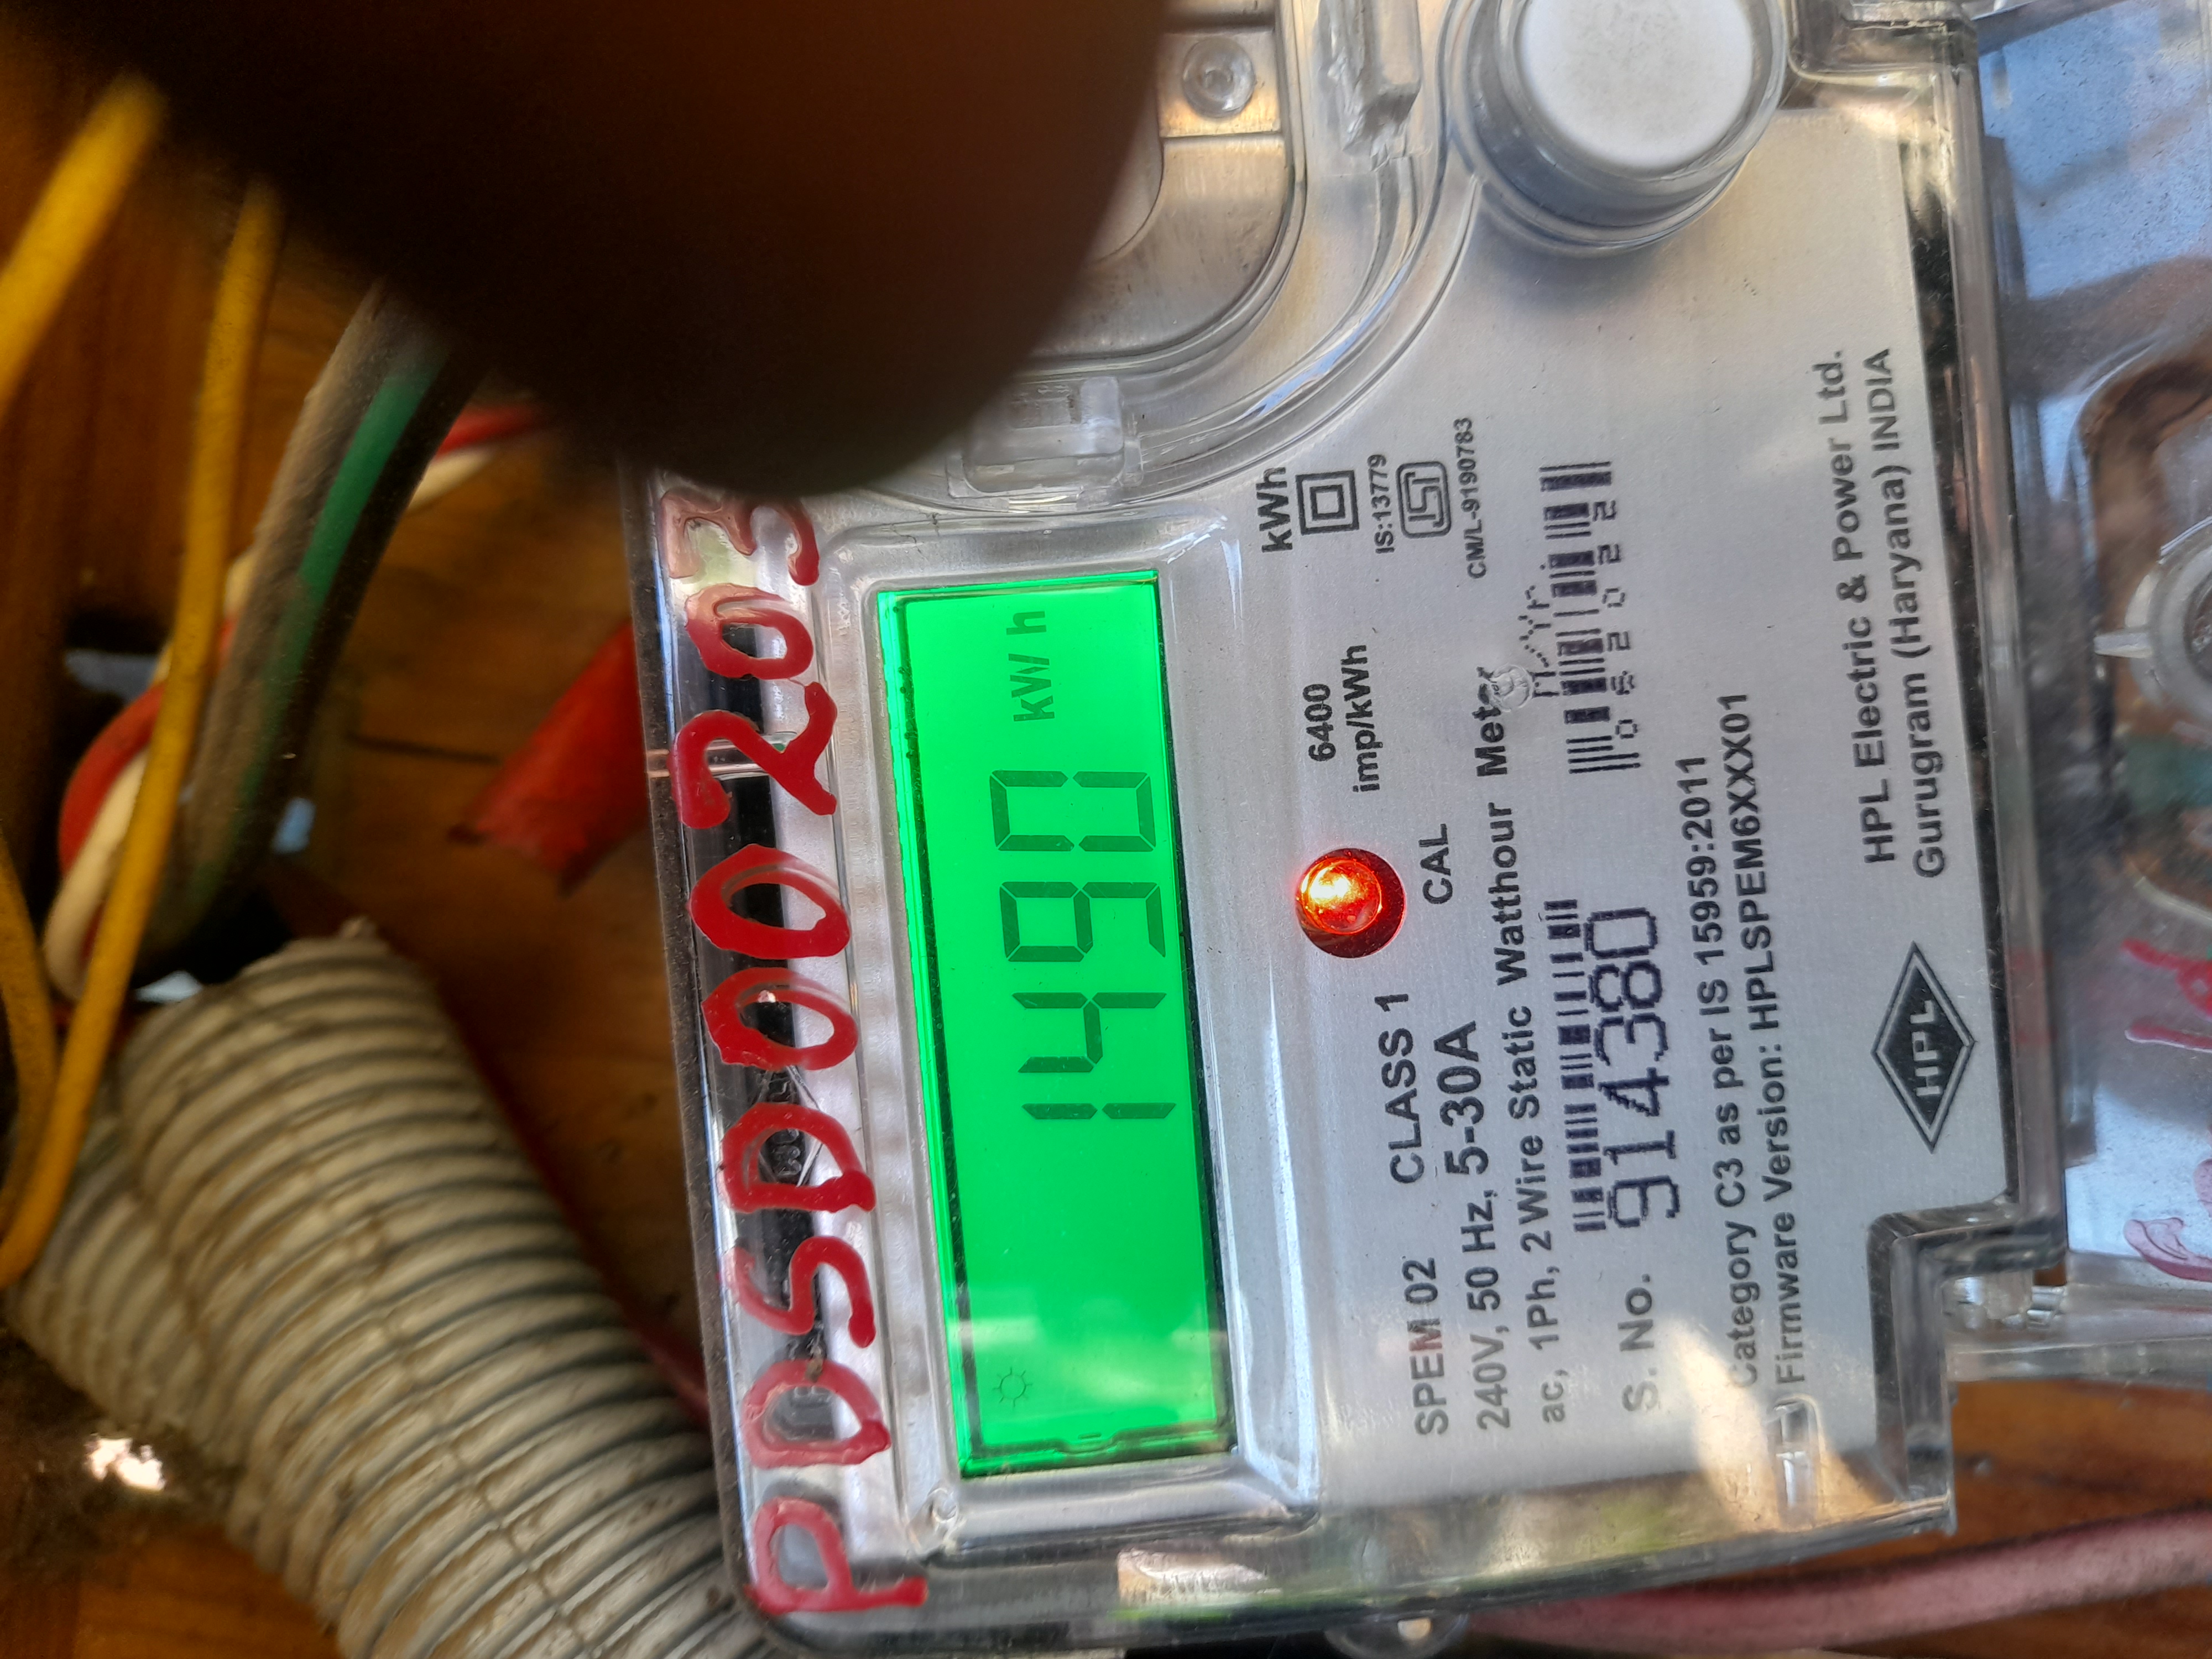 PDSD00203
1490 kWh
kWh
6400
imp/kWh
IS:13779
CM/L-9190783
CAL
SPEM 02 CLASS 1
240V, 50 Hz, 5-30A
ac, 1Ph, 2 Wire Static Watthour Meter
S. No. 914380
082022
Category C3 as per IS 15959:2011
Firmware Version: HPLSPEM6XXX01
HPL
HPL Electric & Power Ltd.
Gurugram (Haryana) INDIA